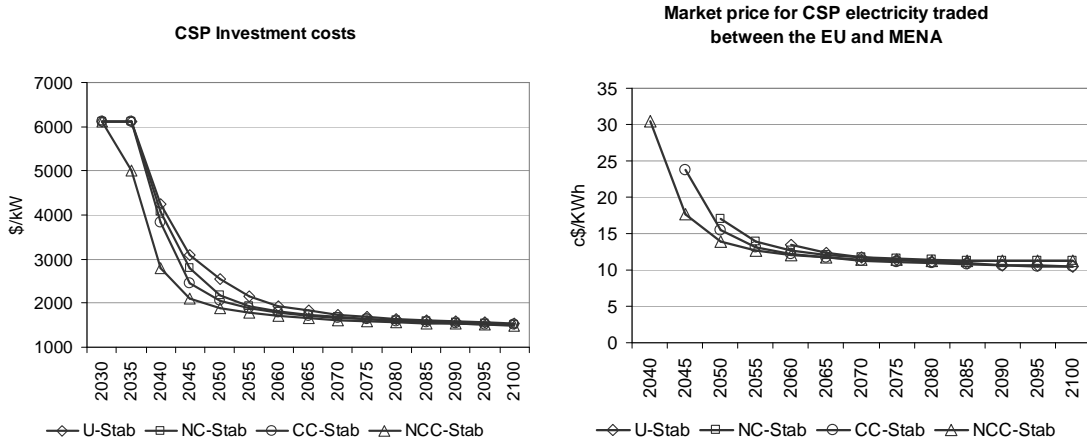 CSP Investment costs
7000
6000
5000
4000
3000
2000
1000
$/kW
2030 2035 2040 2045 2050 2055 2060 2065 2070 2075 2080 2085 2090 2095 2100
U-Stab NC-Stab CC-Stab NCC-Stab
Market price for CSP electricity traded
between the EU and MENA
35
30
25
20
15
10
5
0
c$/KWh
2040 2045 2050 2055 2060 2065 2070 2075 2080 2085 2090 2095 2100
U-Stab NC-Stab CC-Stab NCC-Stab